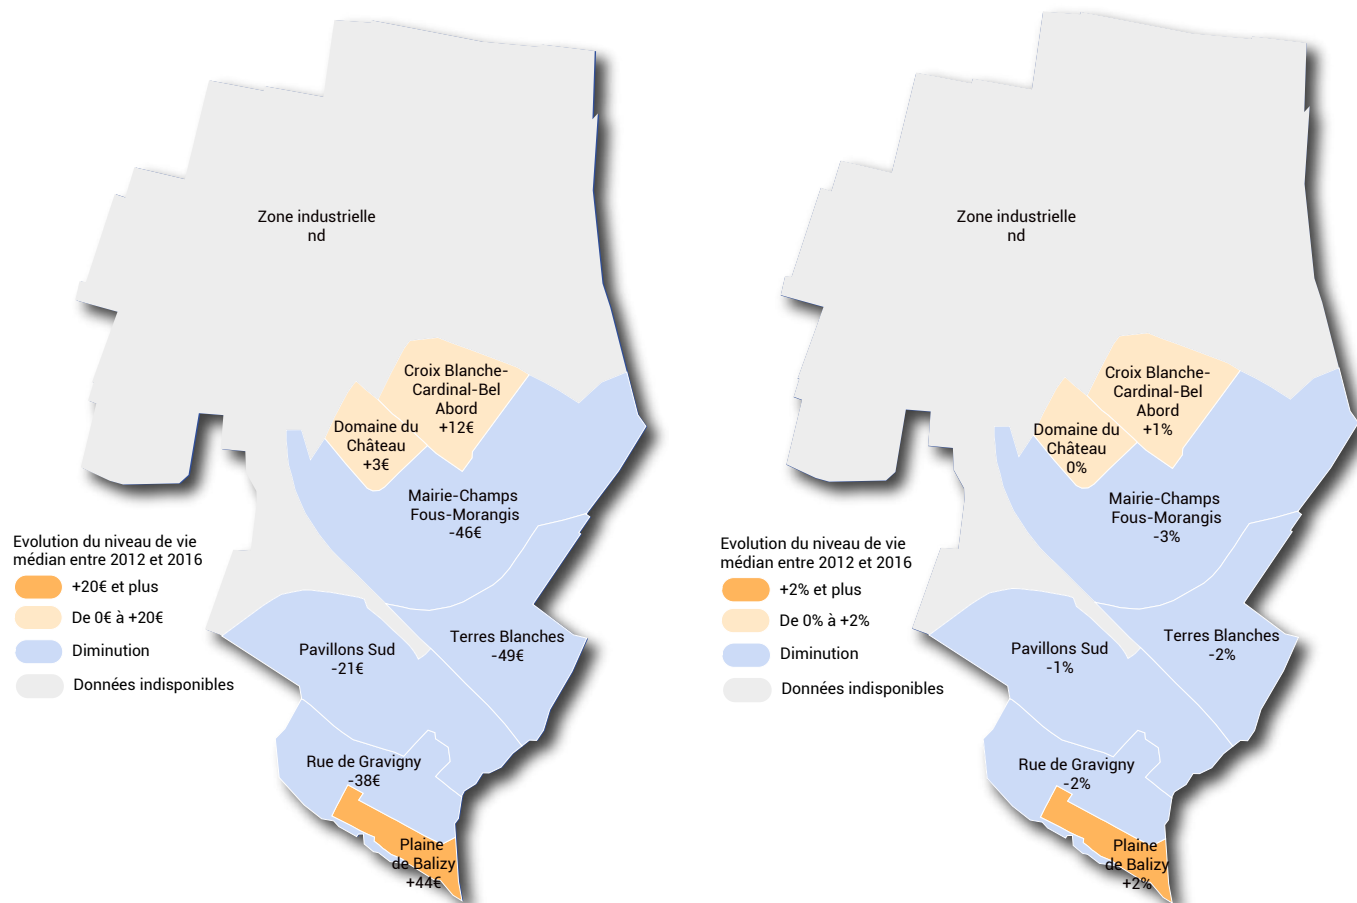 Zone industrielle
nd
Croix Blanche-
Cardinal-Bel
Abord
+12€
Domaine du
Château
+3€
Mairie-Champs
Fous-Morangis
-46€
Evolution du niveau de vie
médian entre 2012 et 2016
+20€ et plus
De 0€ à +20€
Diminution
Données indisponibles
Pavillons Sud
-21€
Terres Blanches
-49€
Rue de Gravigny
-38€
Plaine
de Balizy
+44€
Zone industrielle
nd
Croix Blanche-
Cardinal-Bel
Abord
+1%
Domaine du
Château
0%
Mairie-Champs
Fous-Morangis
-3%
Evolution du niveau de vie
médian entre 2012 et 2016
+2% et plus
De 0% à +2%
Diminution
Données indisponibles
Pavillons Sud
-1%
Terres Blanches
-2%
Rue de Gravigny
-2%
Plaine
de Balizy
+2%